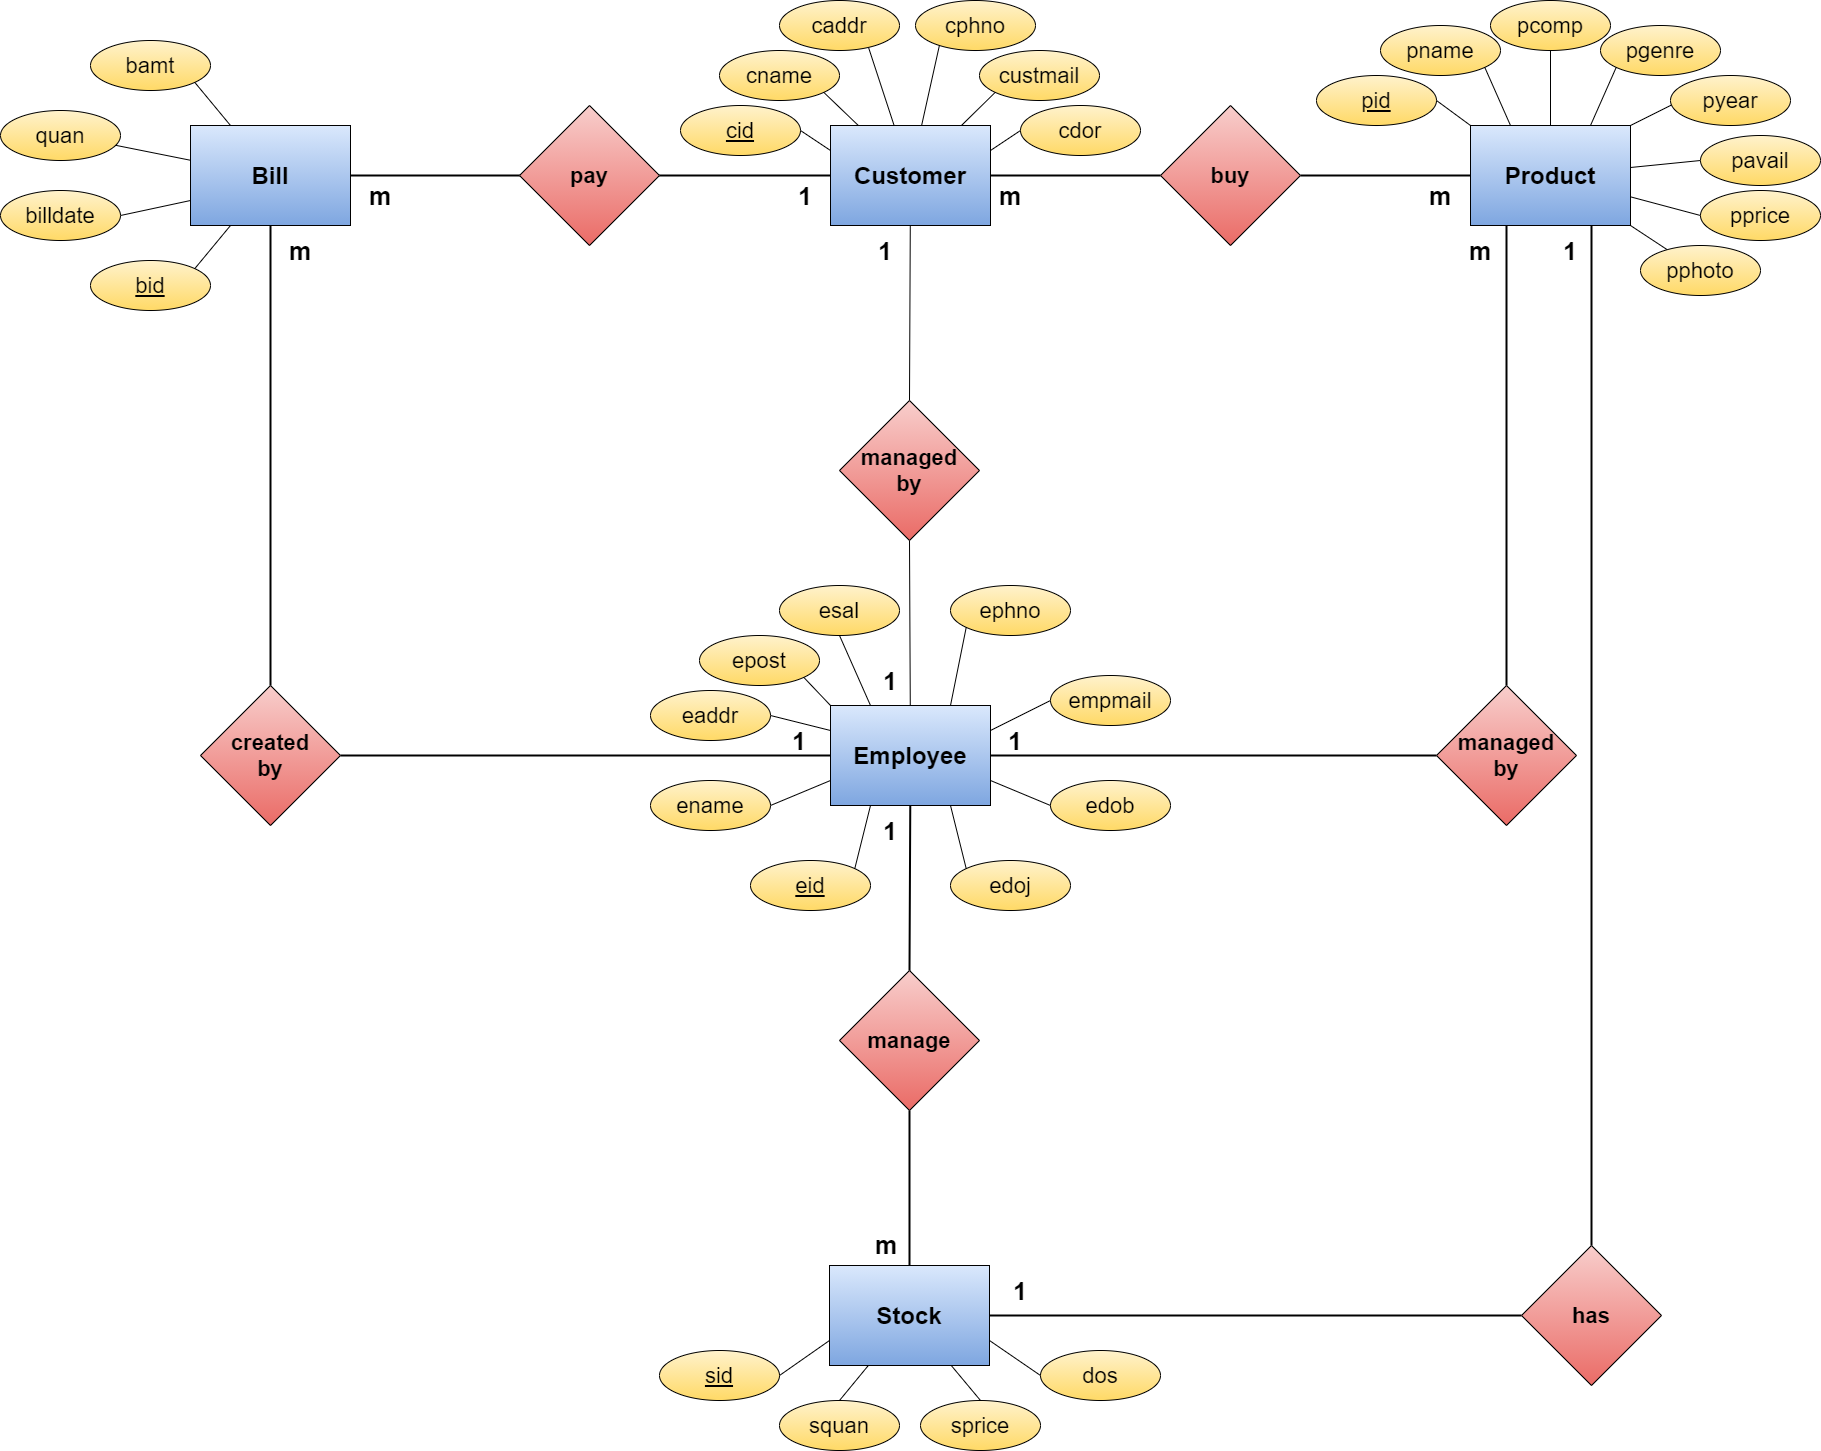 caddr
cphno
pcomp
pname
pgenre
bamt
cname
custmail
pid
pyear
quan
cid
cdor
pavail
Bill
pay
Customer
buy
Product
m
1
m
m
billdate
pprice
m
1
m
1
bid
pphoto
managed
by
esal
ephno
epost
1
empmail
eaddr
created
by
1
Employee
1
managed
by
ename
edob
1
eid
edoj
manage
m
1
Stock
has
sid
dos
squan
sprice